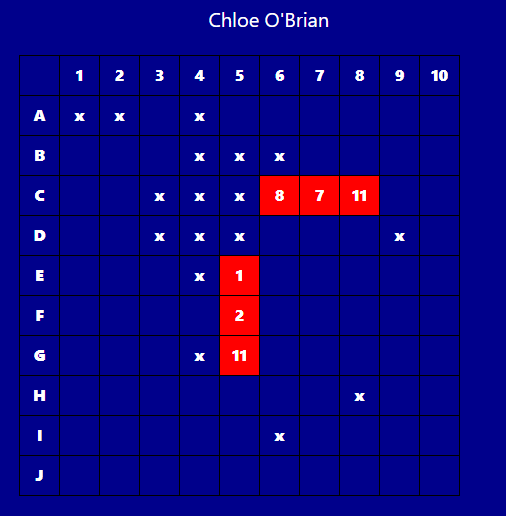 Chloe O'Brian
1 2 3 4 5 6 7 8 9 10
A x x x
B x x x
C x x x 8 7 11
D x x x x
E x 1
F 2
G x 11
H x
I x
J